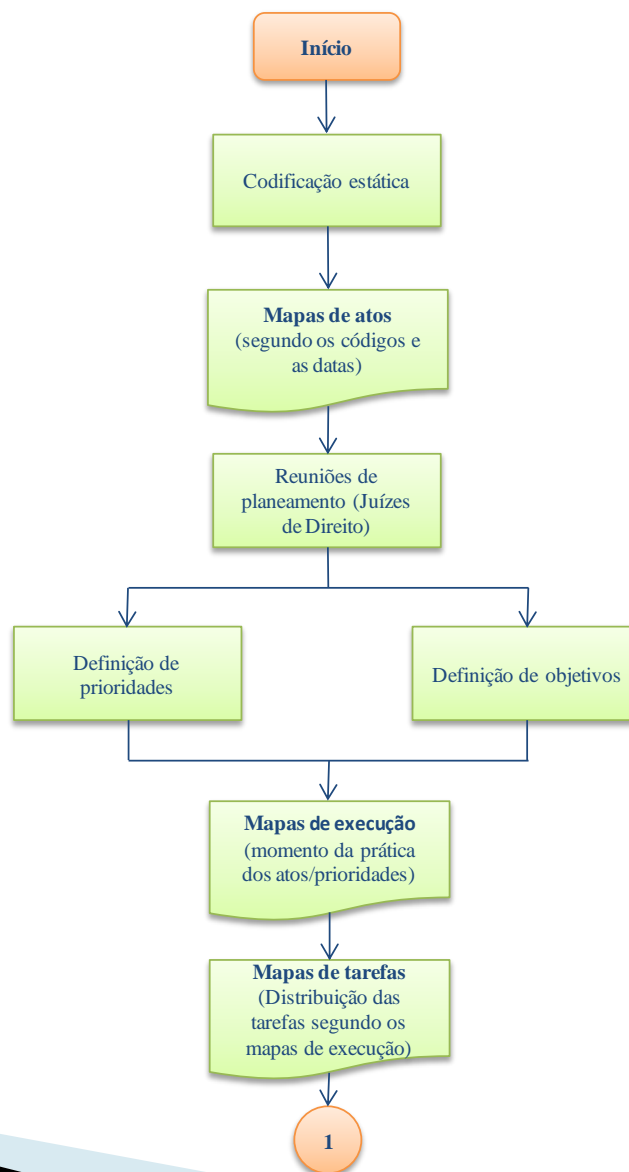 Início
Codificação estática
Mapas de atos
(segundo os códigos e
as datas)
Reuniões de
planeamento (Juízes
de Direito)
Definição de
prioridades
Definição de objetivos
Mapas de execução
(momento da prática
dos atos/prioridades)
Mapas de tarefas
(Distribuição das
tarefas segundo os
mapas de execução)
1